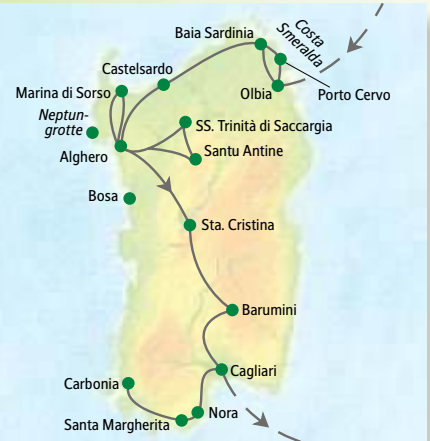 Baia Sardinia
Costa
Smeralda
Castelsardo
Marina di Sorso
Olbia
Porto Cervo
Neptun-
grotte
SS. Trinità di Saccargia
Alghero
Santu Antine
Bosa
Sta. Cristina
Barumini
Cagliari
Carbonia
Nora
Santa Margherita